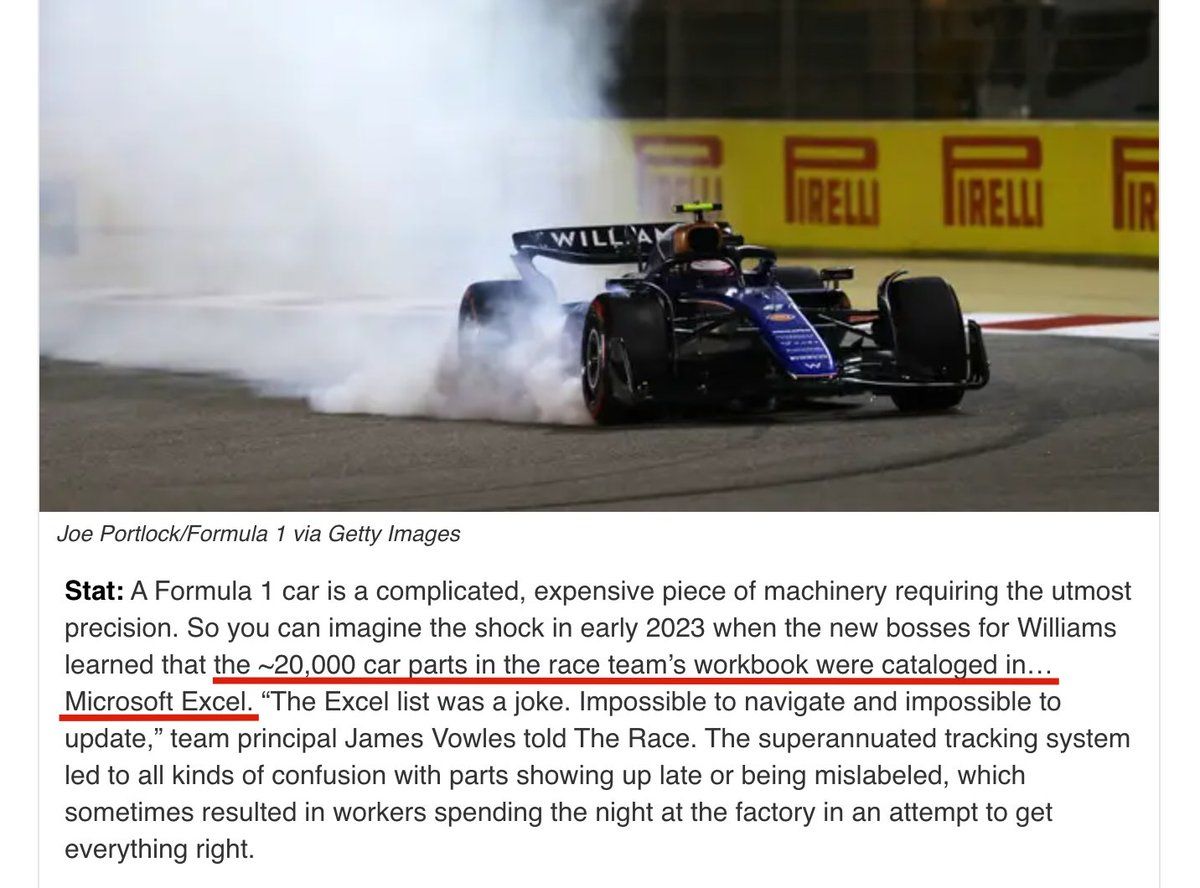 WILLIAM
PIRELLI
PIRELLI
PIRELLI
PIR
Joe Portlock/Formula 1 via Getty Images
Stat: A Formula 1 car is a complicated, expensive piece of machinery requiring the utmost
precision. So you can imagine the shock in early 2023 when the new bosses for Williams
learned that the ~20,000 car parts in the race team’s workbook were cataloged in…
Microsoft Excel. “The Excel list was a joke. Impossible to navigate and impossible to
update,” team principal James Vowles told The Race. The superannuated tracking system
led to all kinds of confusion with parts showing up late or being mislabeled, which
sometimes resulted in workers spending the night at the factory in an attempt to get
everything right.